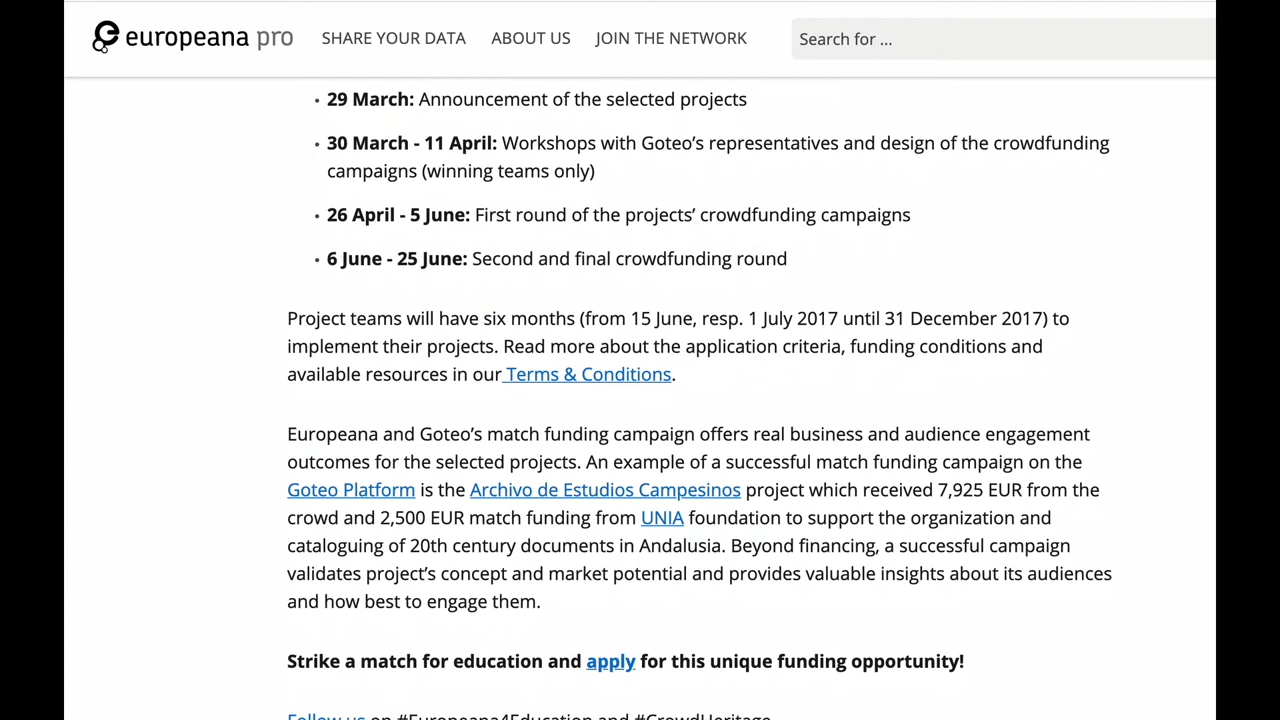 europeana pro SHARE YOUR DATA ABOUT US JOIN THE NETWORK Search for ...
• 29 March: Announcement of the selected projects
• 30 March - 11 April: Workshops with Goteo’s representatives and design of the crowdfunding
campaigns (winning teams only)
• 26 April - 5 June: First round of the projects’ crowdfunding campaigns
• 6 June - 25 June: Second and final crowdfunding round
Project teams will have six months (from 15 June, resp. 1 July 2017 until 31 December 2017) to
implement their projects. Read more about the application criteria, funding conditions and
available resources in our Terms & Conditions.
Europeana and Goteo’s match funding campaign offers real business and audience engagement
outcomes for the selected projects. An example of a successful match funding campaign on the
Goteo Platform is the Archivo de Estudios Campesinos project which received 7,925 EUR from the
crowd and 2,500 EUR match funding from UNIA foundation to support the organization and
cataloguing of 20th century documents in Andalusia. Beyond financing, a successful campaign
validates project’s concept and market potential and provides valuable insights about its audiences
and how best to engage them.
Strike a match for education and apply for this unique funding opportunity!
Follow us on #Europeana4Education and #CrowdHeritage